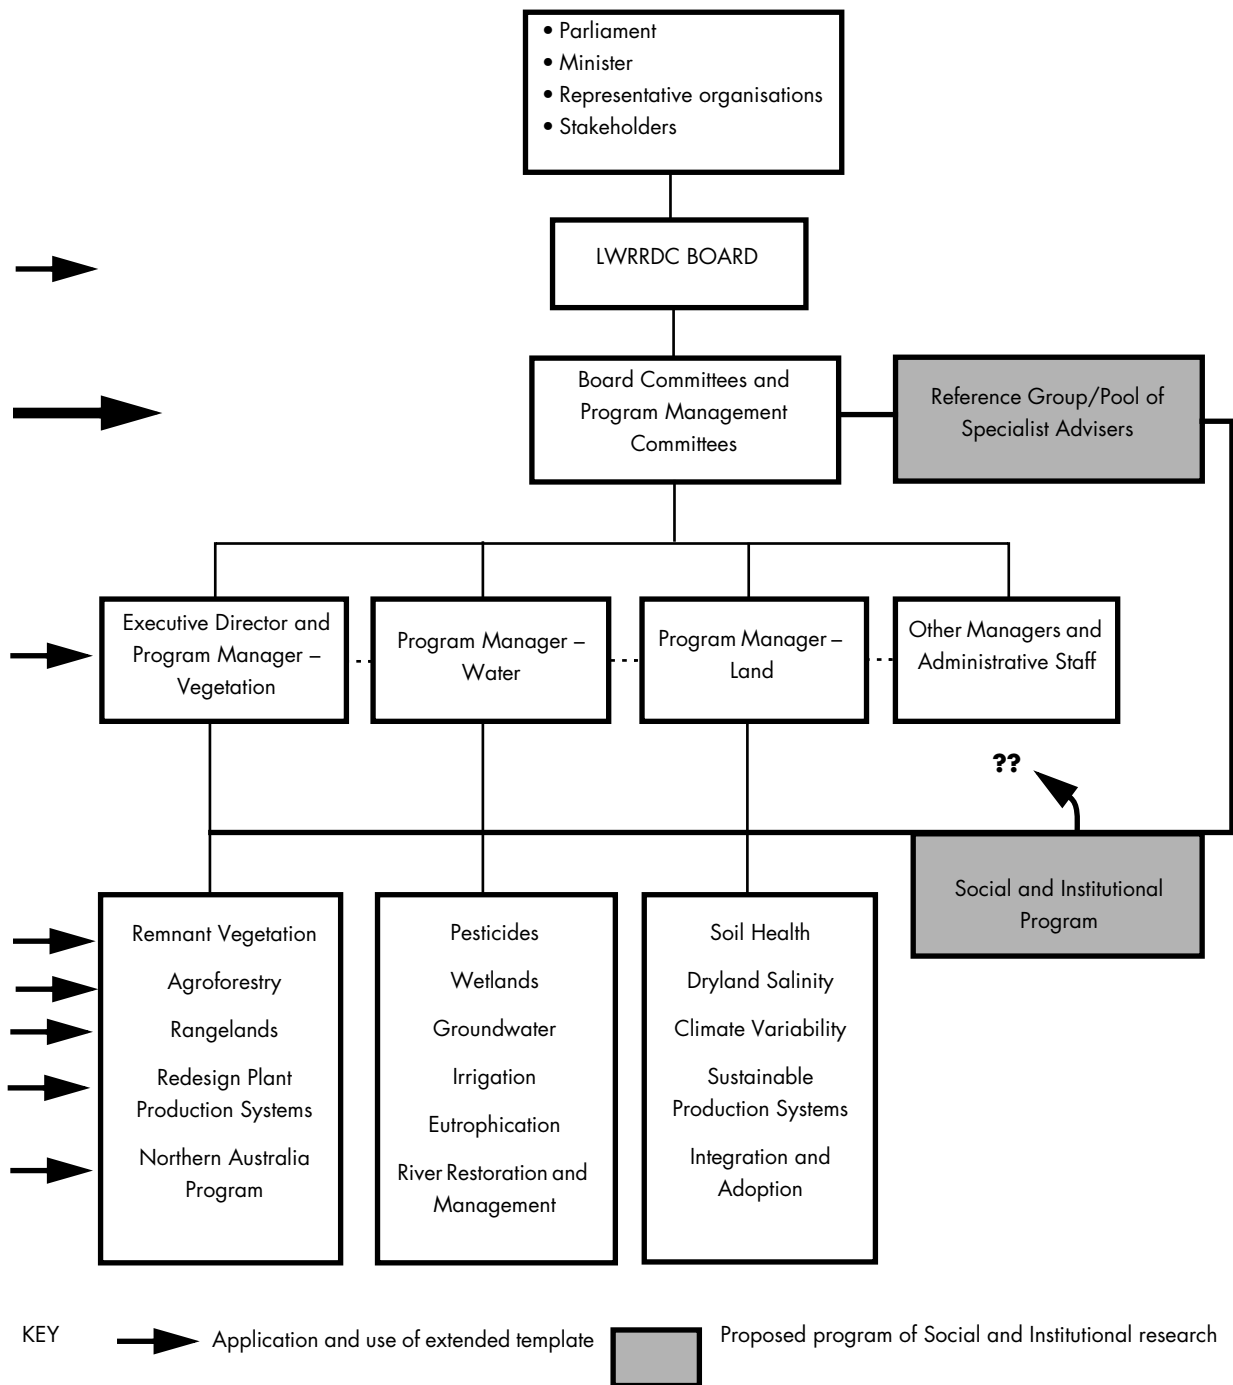 • Parliament
• Minister
• Representative organisations
• Stakeholders
LWRRDC BOARD
Board Committees and
Program Management
Committees
Reference Group/Pool of
Specialist Advisers
Executive Director and
Program Manager –
Vegetation
Program Manager –
Water
Program Manager –
Land
Other Managers and
Administrative Staff
??
Social and Institutional
Program
Remnant Vegetation
Agroforestry
Rangelands
Redesign Plant
Production Systems
Northern Australia
Program
Pesticides
Wetlands
Groundwater
Irrigation
Eutrophication
River Restoration and
Management
Soil Health
Dryland Salinity
Climate Variability
Sustainable
Production Systems
Integration and
Adoption
KEY
Application and use of extended template
Proposed program of Social and Institutional research